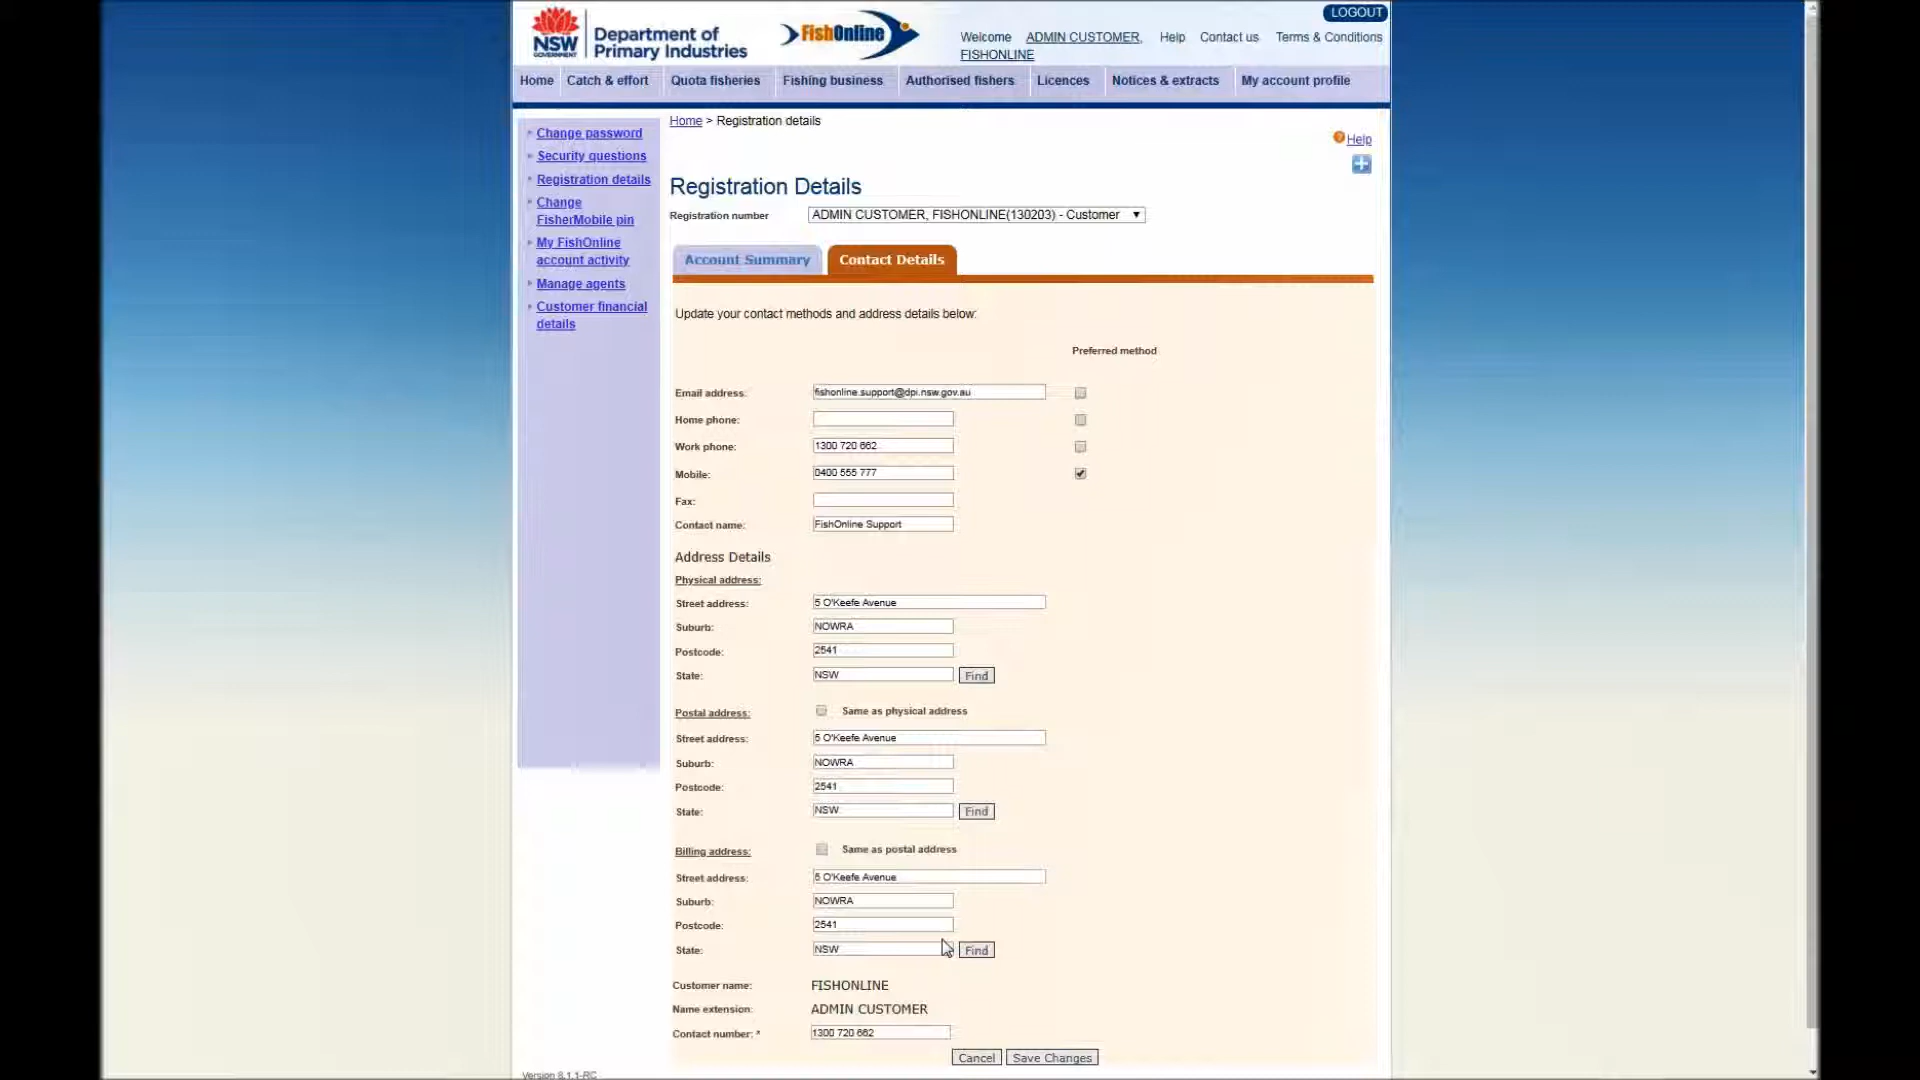 LOGOUT
NSW
GOVERNMENT
Department of
Primary Industries
FishOnline
Welcome ADMIN CUSTOMER, FISHONLINE
Help Contact us Terms & Conditions
Home Catch & effort Quota fisheries Fishing business Authorised fishers Licences Notices & extracts My account profile
Change password
Security questions
Registration details
Change
FisherMobile pin
My FishOnline
account activity
Manage agents
Customer financial
details
Home > Registration details
Help
Registration Details
Registration number ADMIN CUSTOMER, FISHONLINE(130203) - Customer
Account Summary Contact Details
Update your contact methods and address details below:
Preferred method
Email address: fishonline.support@dpi.nsw.gov.au
Home phone:
Work phone: 1300 720 662
Mobile: 0400 555 777
Fax:
Contact name: FishOnline Support
Address Details
Physical address:
Street address: 5 O'Keefe Avenue
Suburb: NOWRA
Postcode: 2541
State: NSW Find
Postal address: Same as physical address
Street address: 5 O'Keefe Avenue
Suburb: NOWRA
Postcode: 2541
State: NSW Find
Billing address: Same as postal address
Street address: 5 O'Keefe Avenue
Suburb: NOWRA
Postcode: 2541
State: NSW Find
Customer name: FISHONLINE
Name extension: ADMIN CUSTOMER
Contact number: * 1300 720 662
Cancel Save Changes
Version 8.1.1-RC